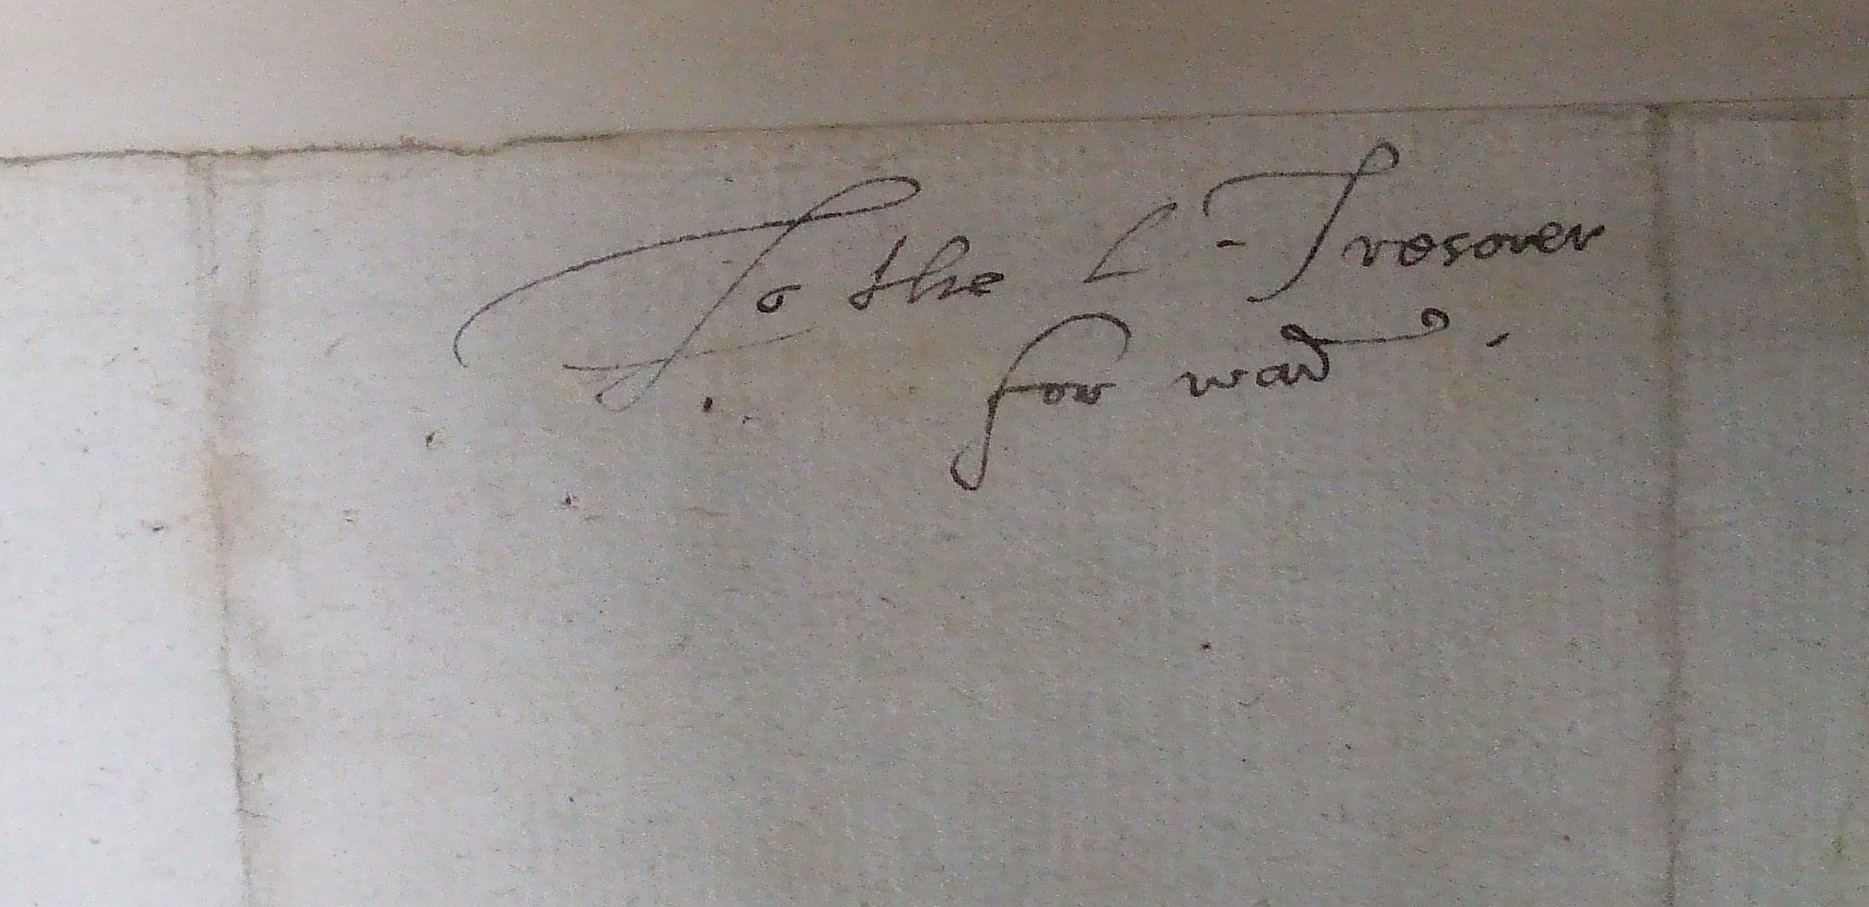 To the L. Tresorer
for ward.